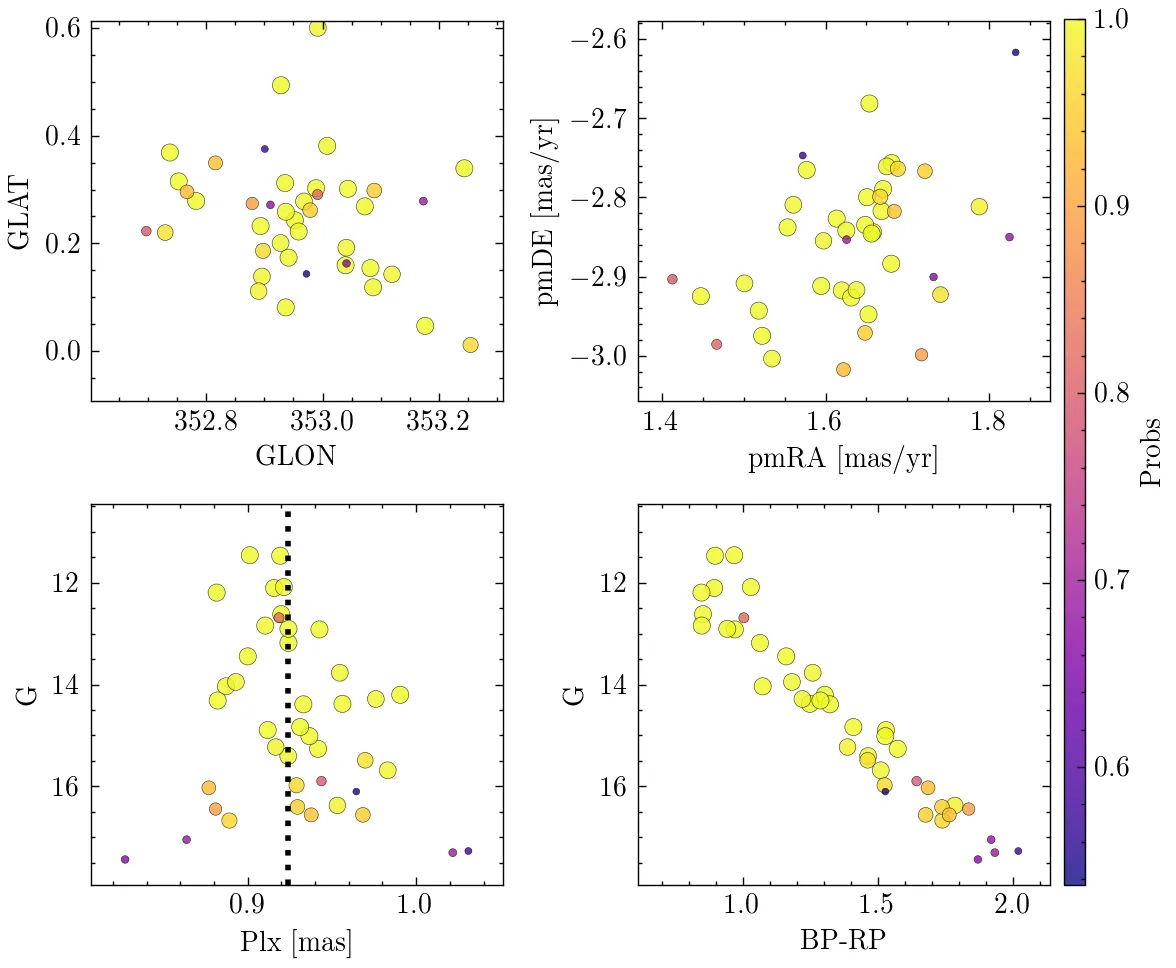 0.6
0.4
0.2
0.0
GLAT
352.8 353.0 353.2
GLON
−2.6
−2.7
−2.8
−2.9
−3.0
pmDE [mas/yr]
1.4 1.6 1.8
pmRA [mas/yr]
12
14
16
G
0.9 1.0
Plx [mas]
12
14
16
G
1.0 1.5 2.0
BP-RP
1.0
0.9
0.8
0.7
0.6
Probs